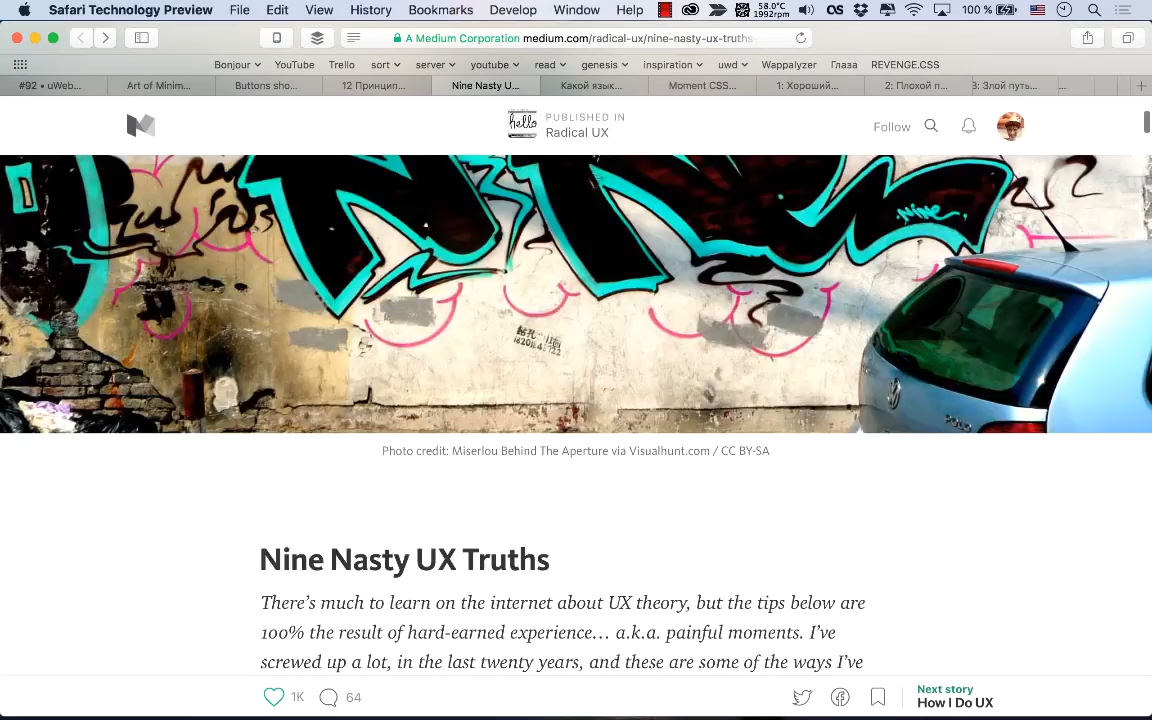 Safari Technology Preview File Edit View History Bookmarks Develop Window Help 58.0°C 1992rpm 100 %
A Medium Corporation medium.com/radical-ux/nine-nasty-ux-truths
Bonjour YouTube Trello sort server youtube read genesis inspiration uwd Wappalyzer Глаза REVENGE.CSS
#92 • uWeb... Art of Minim... Buttons sho... 12 Принцип... Nine Nasty U... Какой язык... Moment CSS... 1: Хороший... 2: Плохой п... 3: Злой путь... ...
hello
PUBLISHED IN
Radical UX
Follow
nine
Photo credit: Miserlou Behind The Aperture via Visualhunt.com / CC BY-SA
Nine Nasty UX Truths
There's much to learn on the internet about UX theory, but the tips below are
100% the result of hard-earned experience… a.k.a. painful moments. I've
screwed up a lot, in the last twenty years, and these are some of the ways I've
1K 64
Next story
How I Do UX